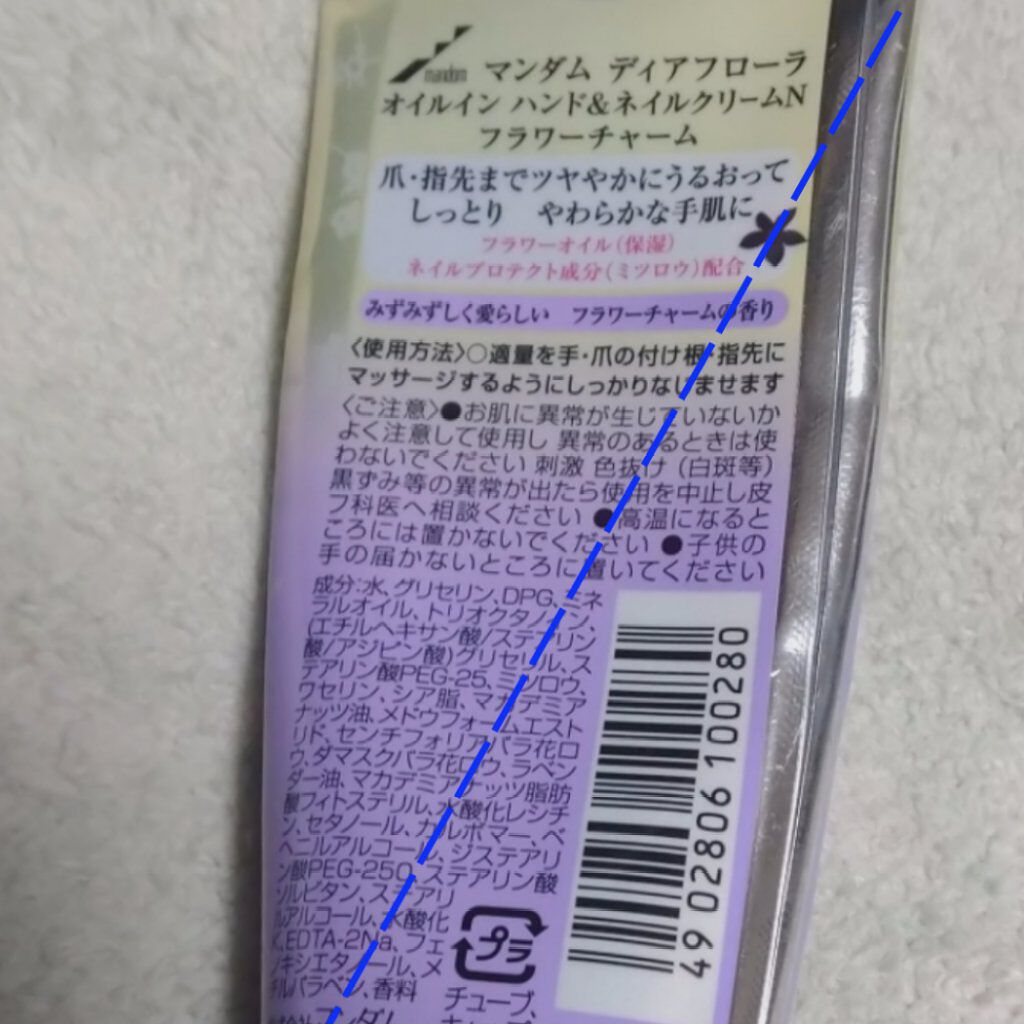 mandom
マンダム ディアフローラ
オイルイン ハンド&ネイルクリームN
フラワーチャーム
爪・指先までツヤやかにうるおって
しっとり やわらかな手肌に
フラワーオイル(保湿)
ネイルプロテクト成分(ミツロウ)配合
みずみずしく愛らしい フラワーチャームの香り
〈使用方法〉○適量を手・爪の付け根・指先に
マッサージするようにしっかりなじませます
〈ご注意〉●お肌に異常が生じていないか
よく注意して使用し 異常のあるときは使
わないでください 刺激 色抜け (白斑等)
黒ずみ等の異常が出たら使用を中止し皮
フ科医へ相談ください ●高温になると
ころには置かないでください ●子供の
手の届かないところに置いてください
成分:水、グリセリン、DPG、ミネ
ラルオイル、トリオクタノイン、
(エチルヘキサン酸/ステアリン
酸/アジピン酸)グリセリル、ス
テアリン酸PEG-25、ミツロウ、
ワセリン、シア脂、マカデミア
ナッツ油、メドウフォームエスト
リド、センチフォリアバラ花ロ
ウ、ダマスクバラ花ロウ、ラベン
ダー油、マカデミアナッツ脂肪
酸フィトステリル、水酸化レシチ
ン、セタノール、カルボマー、ベ
ヘニルアルコール、ジステアリ
ン酸PEG-250、ステアリン酸
ソルビタン、ステアリ
ルアルコール、水酸化
K、EDTA-2Na、フェ
ノキシエタノール、メ
チルパラベン、香料
プラ
チューブ、
4902806100280